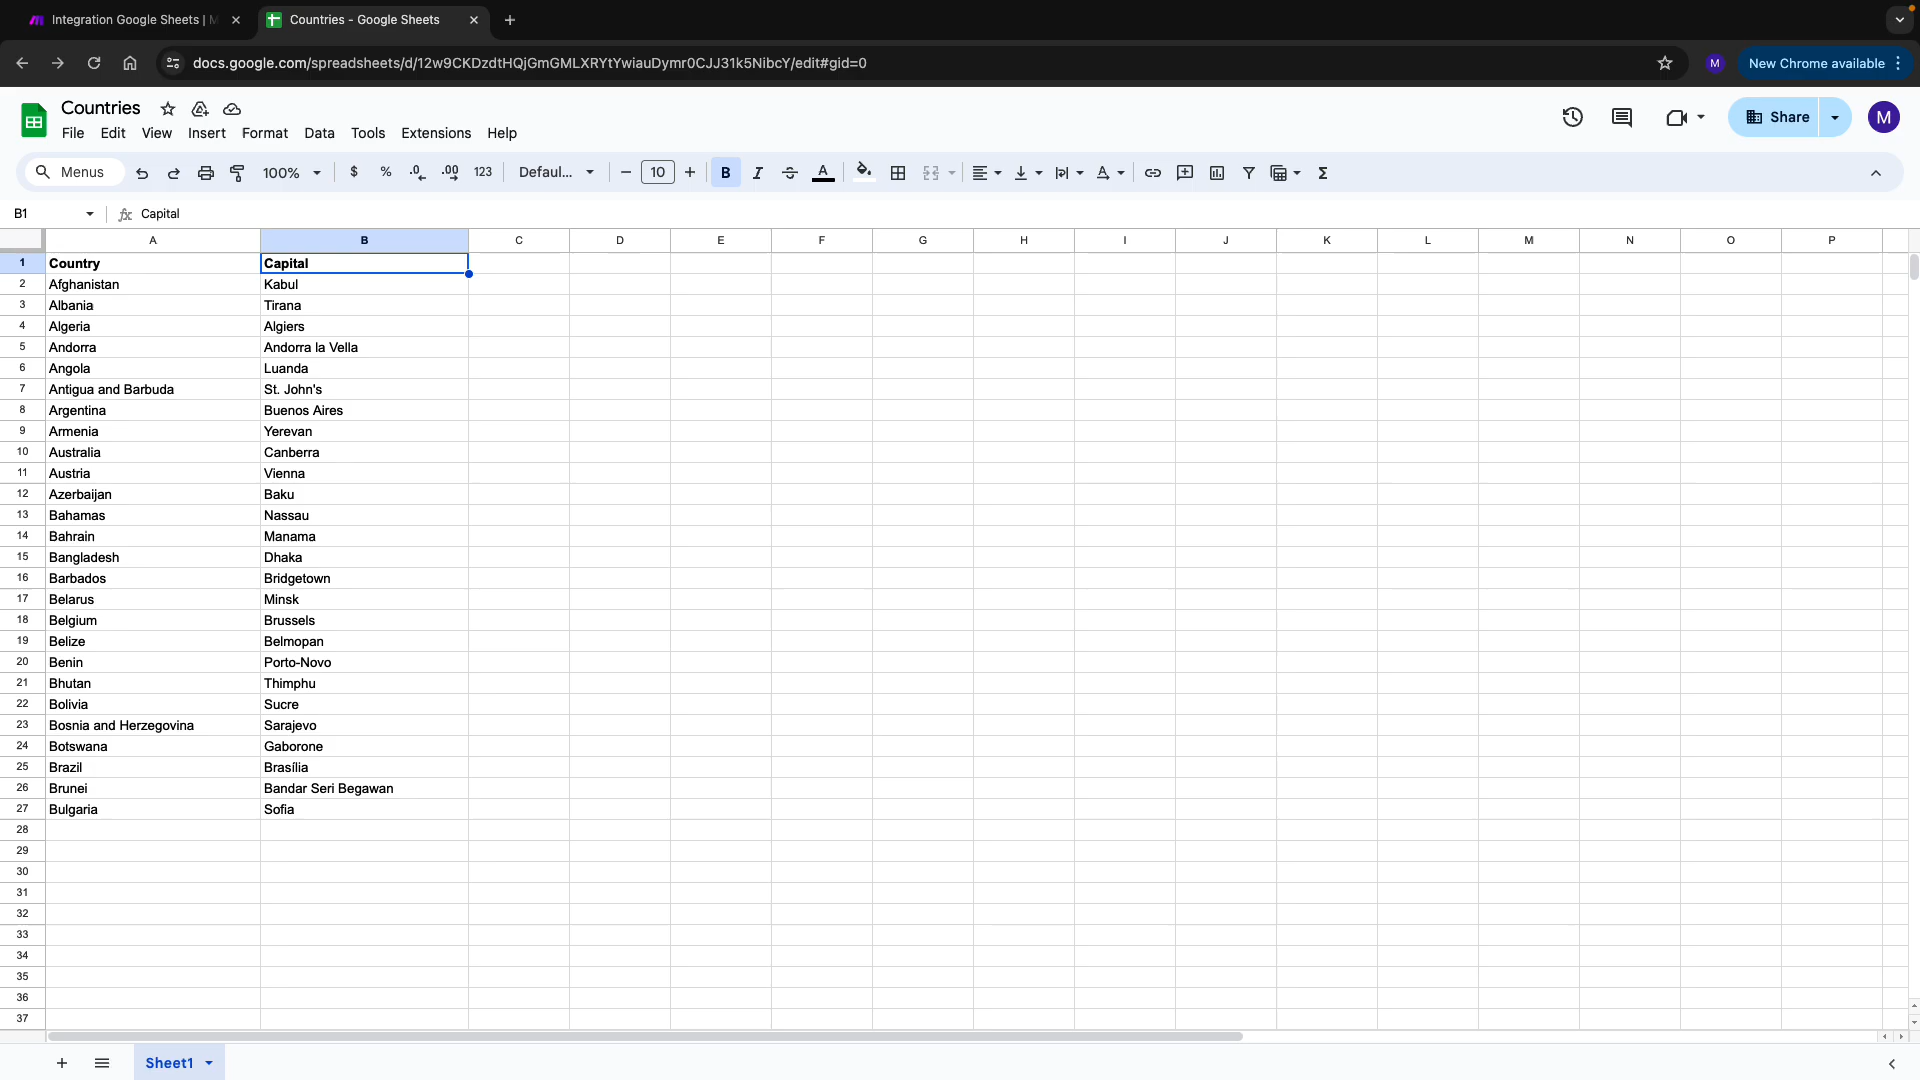 Integration Google Sheets | M
Countries - Google Sheets
docs.google.com/spreadsheets/d/12w9CKDzdtHQjGmGMLXRYtYwiauDymr0CJJ31k5NibcY/edit#gid=0
M
New Chrome available
Countries
File Edit View Insert Format Data Tools Extensions Help
Share
M
Menus 100% $ % .0 .00 123 Defaul... 10 B I A Σ
B1 fx Capital
A B C D E F G H I J K L M N O P
1 Country Capital
2 Afghanistan Kabul
3 Albania Tirana
4 Algeria Algiers
5 Andorra Andorra la Vella
6 Angola Luanda
7 Antigua and Barbuda St. John's
8 Argentina Buenos Aires
9 Armenia Yerevan
10 Australia Canberra
11 Austria Vienna
12 Azerbaijan Baku
13 Bahamas Nassau
14 Bahrain Manama
15 Bangladesh Dhaka
16 Barbados Bridgetown
17 Belarus Minsk
18 Belgium Brussels
19 Belize Belmopan
20 Benin Porto-Novo
21 Bhutan Thimphu
22 Bolivia Sucre
23 Bosnia and Herzegovina Sarajevo
24 Botswana Gaborone
25 Brazil Brasília
26 Brunei Bandar Seri Begawan
27 Bulgaria Sofia
28
29
30
31
32
33
34
35
36
37
Sheet1